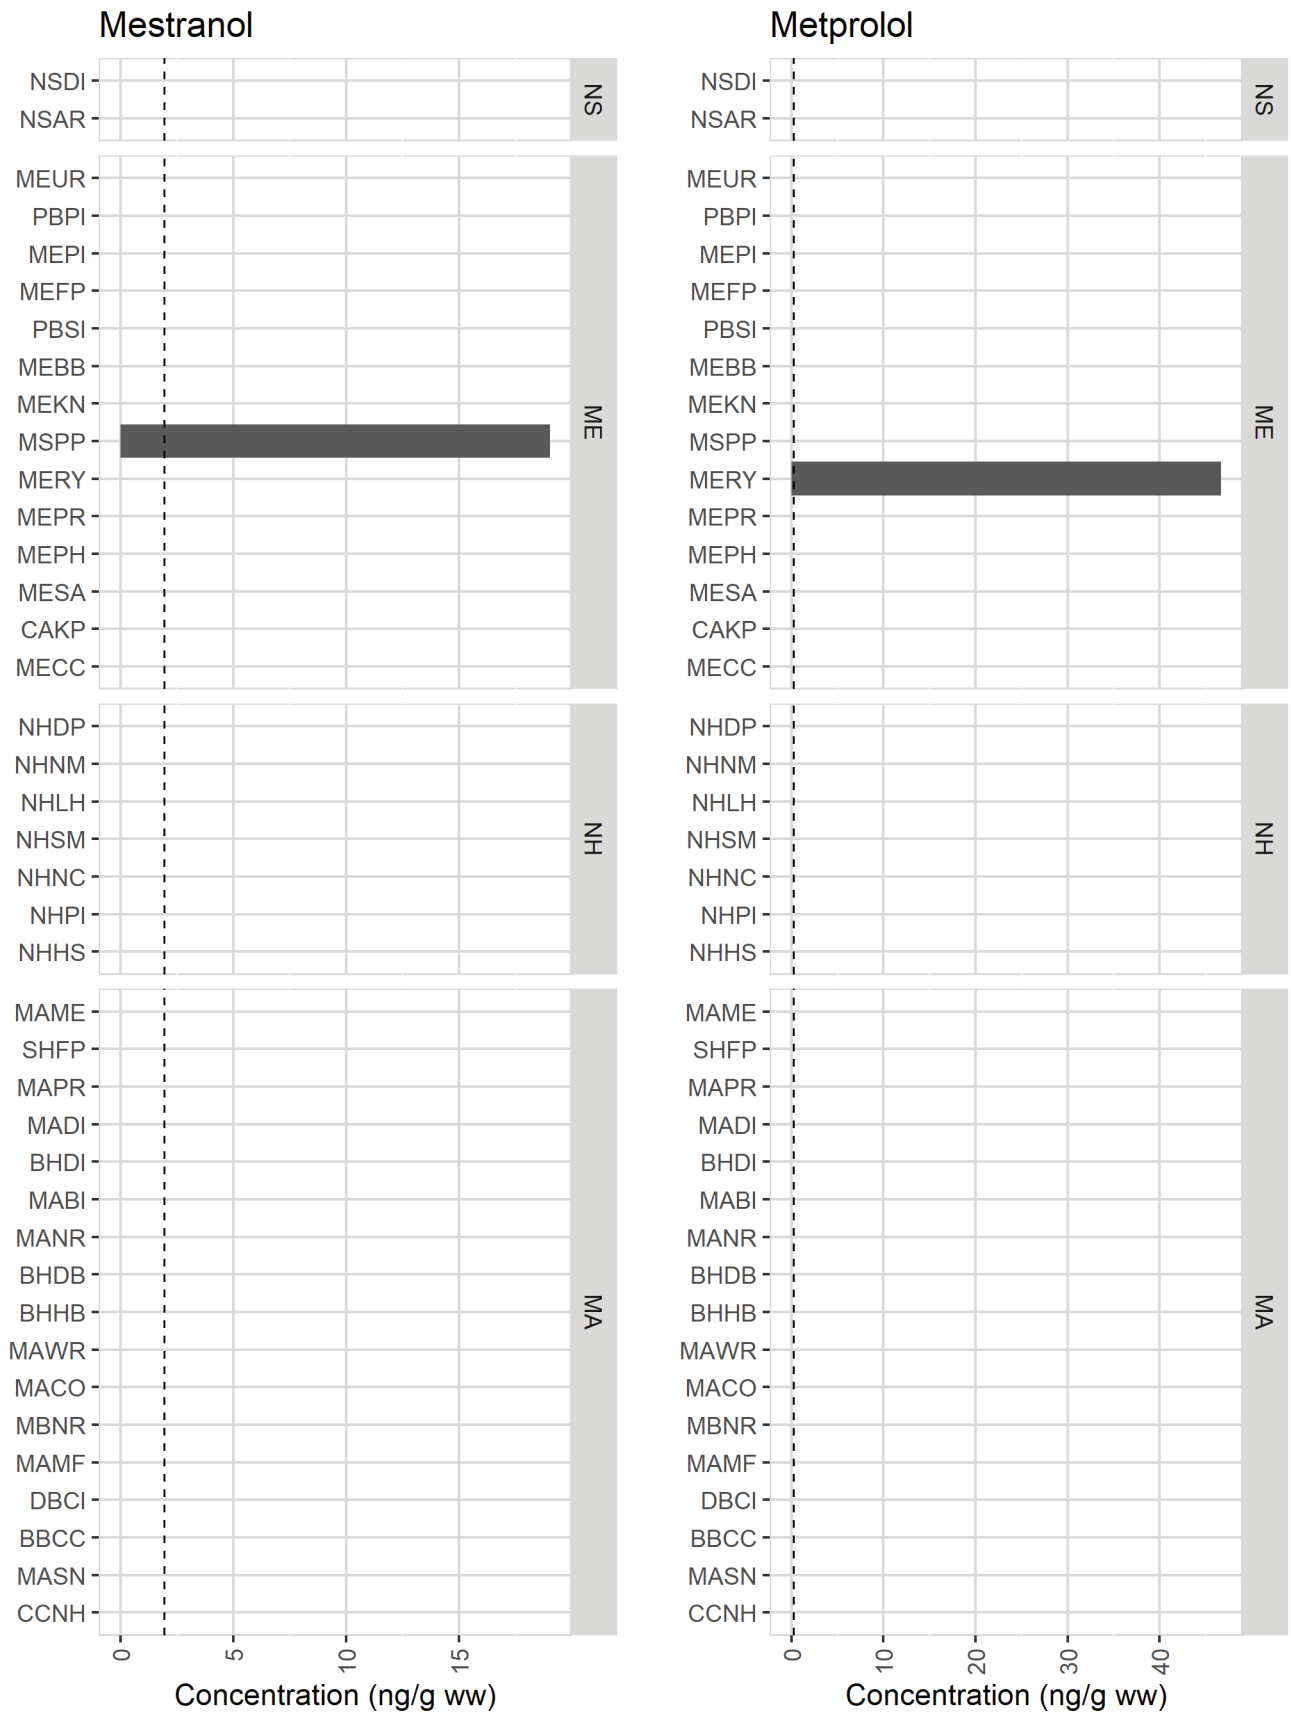 Mestranol
NSDI
NSAR
NS
MEUR
PBPI
MEPI
MEFP
PBSI
MEBB
MEKN
MSPP
MERY
MEPR
MEPH
MESA
CAKP
MECC
ME
NHDP
NHNM
NHLH
NHSM
NHNC
NHPI
NHHS
NH
MAME
SHFP
MAPR
MADI
BHDI
MABI
MANR
BHDB
BHHB
MAWR
MACO
MBNR
MAMF
DBCI
BBCC
MASN
CCNH
MA
0 5 10 15
Concentration (ng/g ww)
Metprolol
NSDI
NSAR
NS
MEUR
PBPI
MEPI
MEFP
PBSI
MEBB
MEKN
MSPP
MERY
MEPR
MEPH
MESA
CAKP
MECC
ME
NHDP
NHNM
NHLH
NHSM
NHNC
NHPI
NHHS
NH
MAME
SHFP
MAPR
MADI
BHDI
MABI
MANR
BHDB
BHHB
MAWR
MACO
MBNR
MAMF
DBCI
BBCC
MASN
CCNH
MA
0 10 20 30 40
Concentration (ng/g ww)